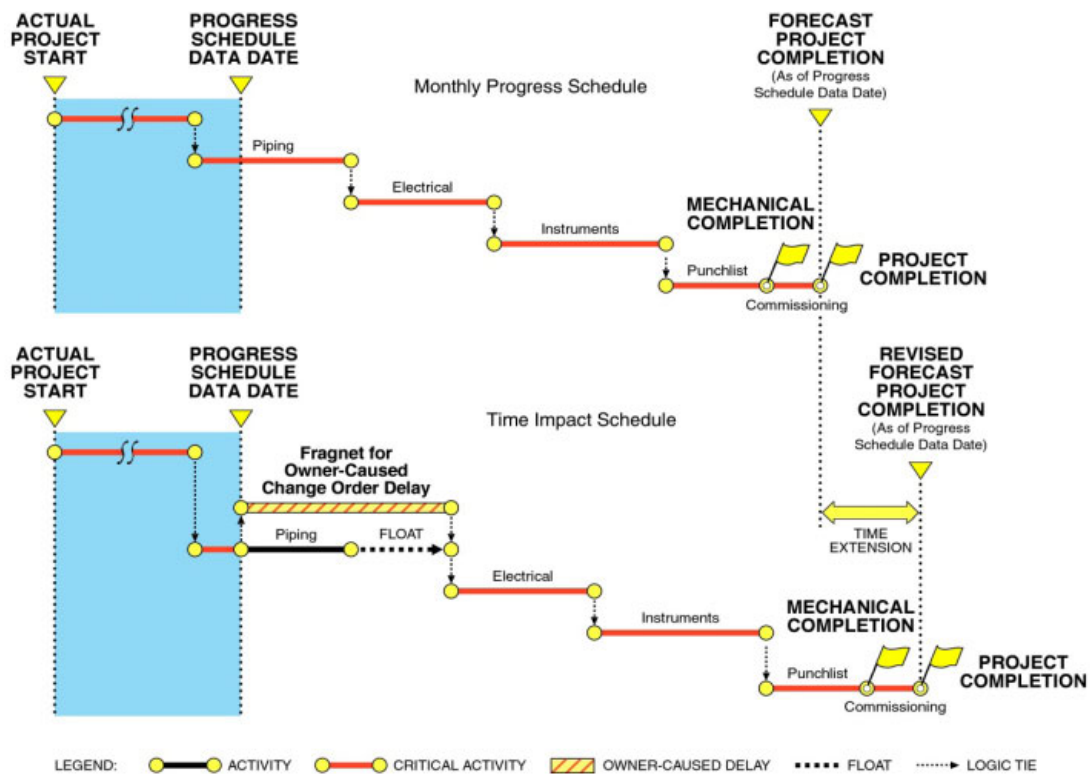 ACTUAL
PROJECT
START
PROGRESS
SCHEDULE
DATA DATE
Monthly Progress Schedule
FORECAST
PROJECT
COMPLETION
(As of Progress
Schedule Data Date)
Piping
Electrical
Instruments
MECHANICAL
COMPLETION
Punchlist
Commissioning
PROJECT
COMPLETION
ACTUAL
PROJECT
START
PROGRESS
SCHEDULE
DATA DATE
Time Impact Schedule
REVISED
FORECAST
PROJECT
COMPLETION
(As of Progress
Schedule Data Date)
Fragnet for
Owner-Caused
Change Order Delay
Piping
FLOAT
TIME
EXTENSION
Electrical
Instruments
MECHANICAL
COMPLETION
Punchlist
Commissioning
PROJECT
COMPLETION
LEGEND: ACTIVITY CRITICAL ACTIVITY OWNER-CAUSED DELAY FLOAT LOGIC TIE